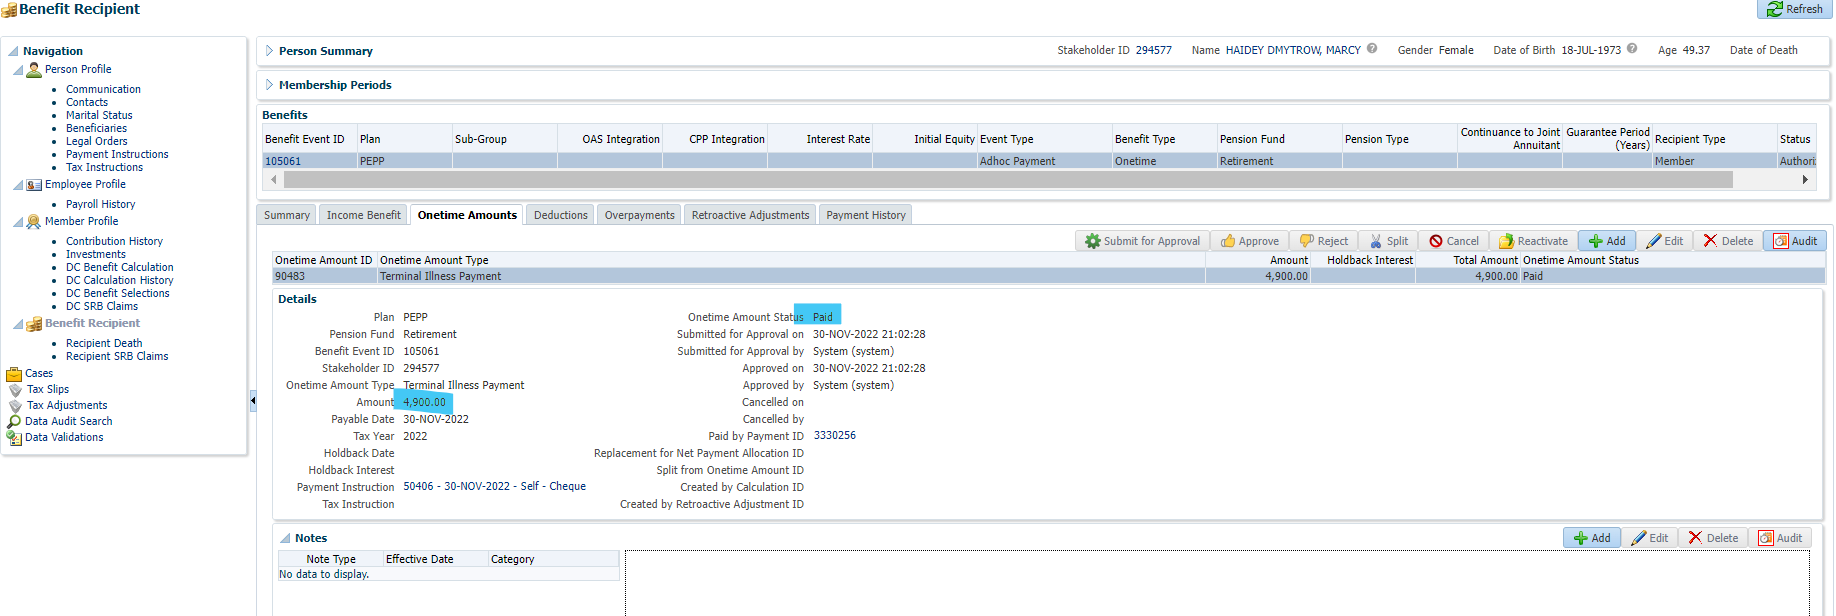 Benefit Recipient
Refresh
Navigation
Person Profile
Communication
Contacts
Marital Status
Beneficiaries
Legal Orders
Payment Instructions
Tax Instructions
Employee Profile
Payroll History
Member Profile
Contribution History
Investments
DC Benefit Calculation
DC Calculation History
DC Benefit Selections
DC SRB Claims
Benefit Recipient
Recipient Death
Recipient SRB Claims
Cases
Tax Slips
Tax Adjustments
Data Audit Search
Data Validations
Person Summary Stakeholder ID 294577 Name HAIDEY DMYTROW, MARCY Gender Female Date of Birth 18-JUL-1973 Age 49.37 Date of Death
Membership Periods
Benefits
Benefit Event ID Plan Sub-Group OAS Integration CPP Integration Interest Rate Initial Equity Event Type Benefit Type Pension Fund Pension Type Continuance to Joint Annuitant Guarantee Period (Years) Recipient Type Status
105061 PEPP Adhoc Payment Onetime Retirement Member Authori
Summary Income Benefit Onetime Amounts Deductions Overpayments Retroactive Adjustments Payment History
Submit for Approval Approve Reject Split Cancel Reactivate Add Edit Delete Audit
Onetime Amount ID Onetime Amount Type Amount Holdback Interest Total Amount Onetime Amount Status
90483 Terminal Illness Payment 4,900.00 4,900.00 Paid
Details
Plan PEPP Onetime Amount Status Paid
Pension Fund Retirement Submitted for Approval on 30-NOV-2022 21:02:28
Benefit Event ID 105061 Submitted for Approval by System (system)
Stakeholder ID 294577 Approved on 30-NOV-2022 21:02:28
Onetime Amount Type Terminal Illness Payment Approved by System (system)
Amount 4,900.00 Cancelled on
Payable Date 30-NOV-2022 Cancelled by
Tax Year 2022 Paid by Payment ID 3330256
Holdback Date Replacement for Net Payment Allocation ID
Holdback Interest Split from Onetime Amount ID
Payment Instruction 50406 - 30-NOV-2022 - Self - Cheque Created by Calculation ID
Tax Instruction Created by Retroactive Adjustment ID
Notes Add Edit Delete Audit
Note Type Effective Date Category
No data to display.